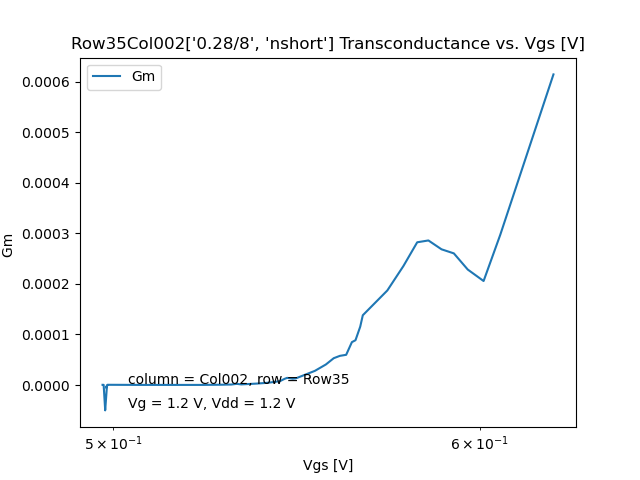 Row35Col002['0.28/8', 'nshort'] Transconductance vs. Vgs [V]
Gm
0.0006
0.0005
0.0004
0.0003
0.0002
0.0001
0.0000
Gm
column = Col002, row = Row35
Vg = 1.2 V, Vdd = 1.2 V
5 × 10⁻¹
6 × 10⁻¹
Vgs [V]